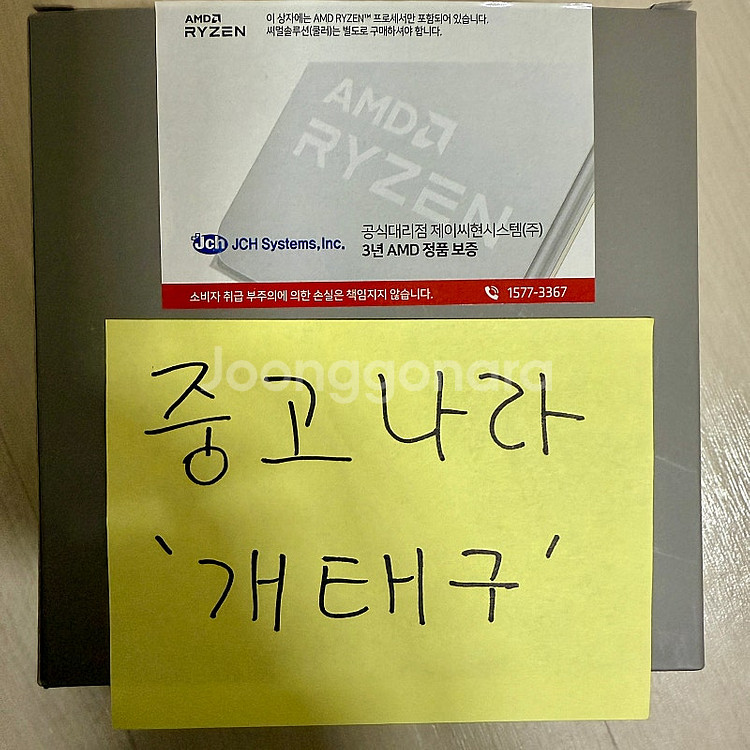 AMD
RYZEN
이 상자에는 AMD RYZEN™ 프로세서만 포함되어 있습니다.
써멀솔루션(쿨러)는 별도로 구매하셔야 합니다.
AMD
RYZEN
공식대리점 제이씨현시스템(주)
Jch JCH Systems,Inc.
3년 AMD 정품 보증
소비자 취급 부주의에 의한 손실은 책임지지 않습니다.
1577-3367
Joonggonara
중고나라
'개태구'